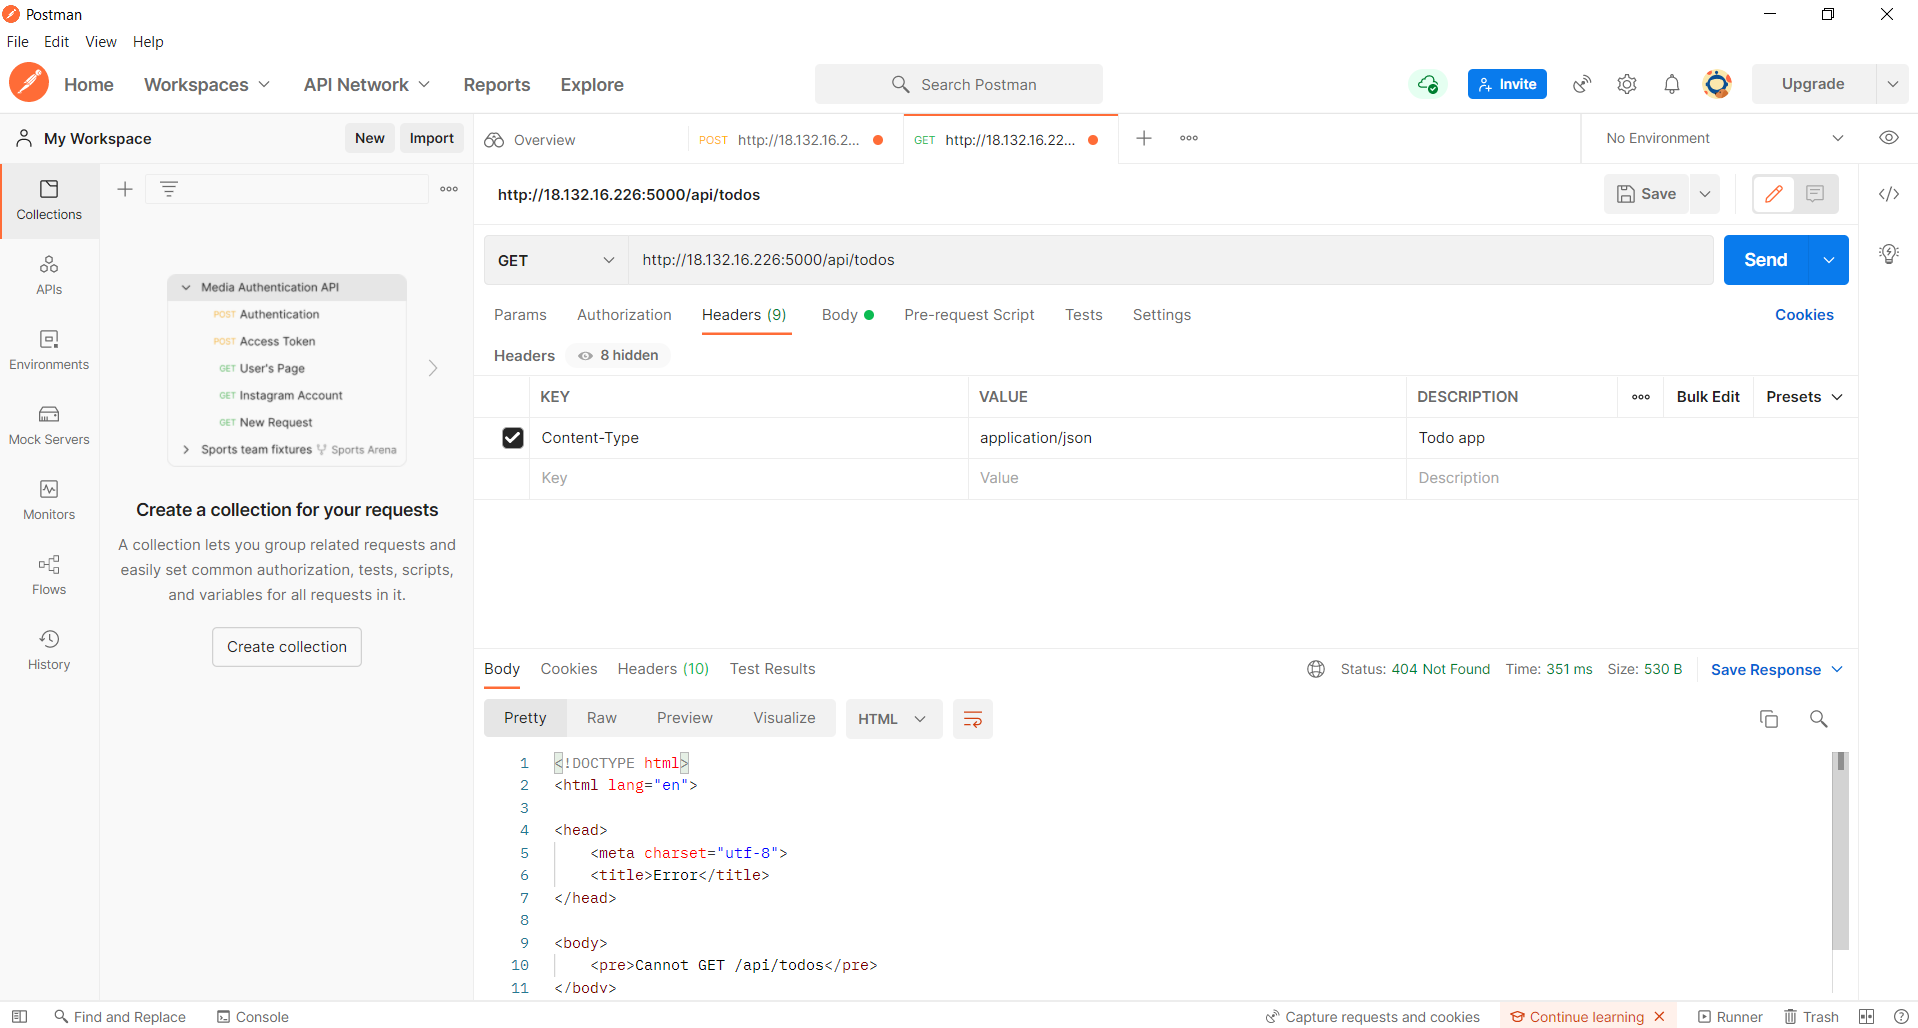 Postman
File Edit View Help
Home Workspaces API Network Reports Explore Search Postman Invite Upgrade
My Workspace New Import Overview POST http://18.132.16.2... GET http://18.132.16.22... No Environment
Collections
APIs
Environments
Mock Servers
Monitors
Flows
History
Media Authentication API
POST Authentication
POST Access Token
GET User's Page
GET Instagram Account
GET New Request
Sports team fixtures Sports Arena
Create a collection for your requests
A collection lets you group related requests and
easily set common authorization, tests, scripts,
and variables for all requests in it.
Create collection
http://18.132.16.226:5000/api/todos Save
GET http://18.132.16.226:5000/api/todos Send
Params Authorization Headers (9) Body Pre-request Script Tests Settings Cookies
Headers 8 hidden
KEY VALUE DESCRIPTION Bulk Edit Presets
Content-Type application/json Todo app
Key Value Description
Body Cookies Headers (10) Test Results Status: 404 Not Found Time: 351 ms Size: 530 B Save Response
Pretty Raw Preview Visualize HTML
1 <!DOCTYPE html>
2 <html lang="en">
3
4 <head>
5 <meta charset="utf-8">
6 <title>Error</title>
7 </head>
8
9 <body>
10 <pre>Cannot GET /api/todos</pre>
11 </body>
Find and Replace Console Capture requests and cookies Continue learning Runner Trash